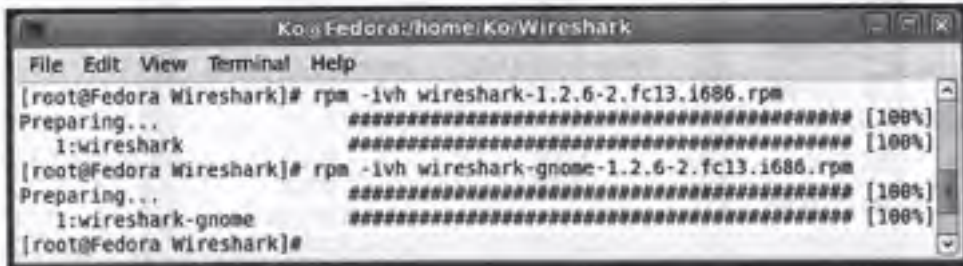 Ko@Fedora:/home/Ko/Wireshark
File Edit View Terminal Help
[root@Fedora Wireshark]# rpm -ivh wireshark-1.2.6-2.fc13.i686.rpm
Preparing... ########################################### [100%]
1:wireshark ########################################### [100%]
[root@Fedora Wireshark]# rpm -ivh wireshark-gnome-1.2.6-2.fc13.i686.rpm
Preparing... ########################################### [100%]
1:wireshark-gnome ########################################### [100%]
[root@Fedora Wireshark]#